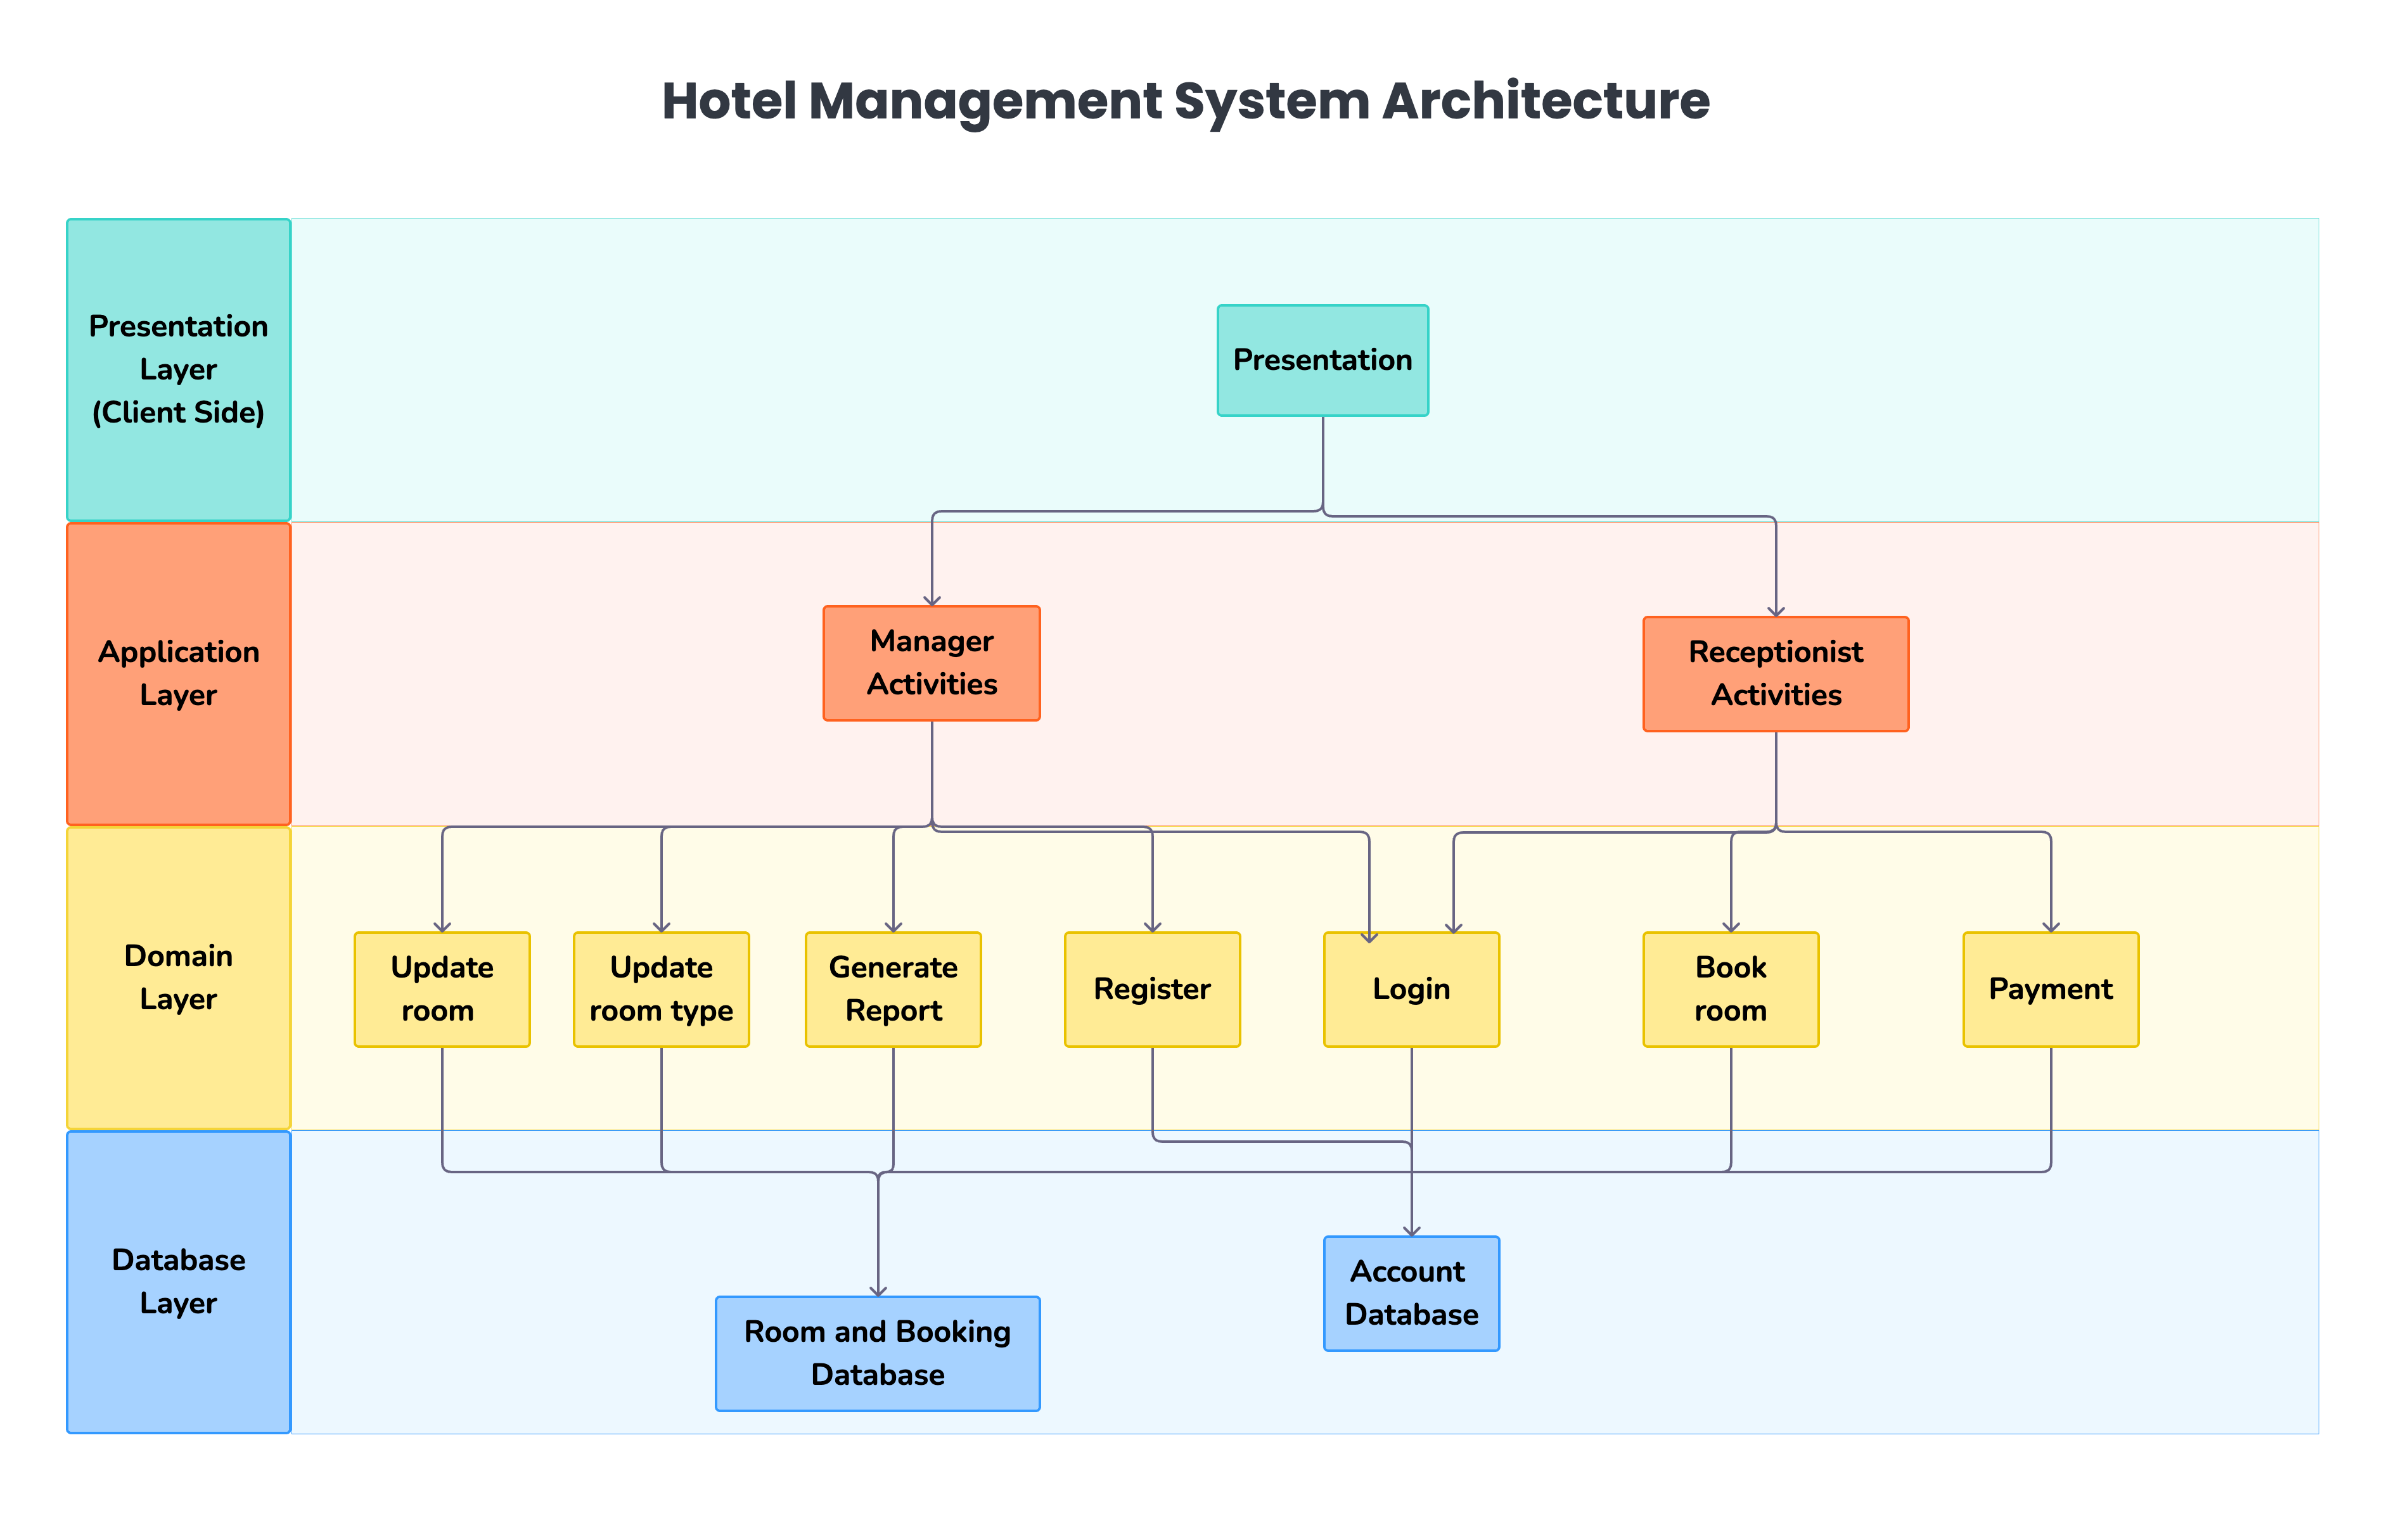 Hotel Management System Architecture
Presentation
Layer
(Client Side)
Presentation
Application
Layer
Manager
Activities
Receptionist
Activities
Domain
Layer
Update
room
Update
room type
Generate
Report
Register
Login
Book
room
Payment
Database
Layer
Room and Booking
Database
Account
Database